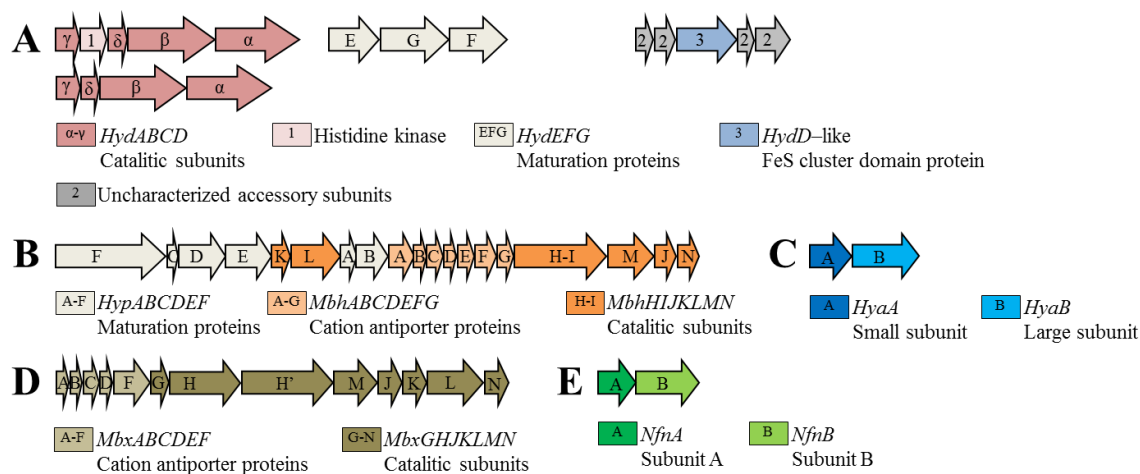 A γ 1 δ β α E G F 2 2 3 2 2
γ δ β α
α-γ HydABCD 1 Histidine kinase EFG HydEFG 3 HydD–like
Catalitic subunits Maturation proteins FeS cluster domain protein
2 Uncharacterized accessory subunits
B F C D E K L A B A B C D E F G H-I M J N C A B
A-F HypABCDEF A-G MbhABCDEFG H-I MbhHIJKLMN A HyaA B HyaB
Maturation proteins Cation antiporter proteins Catalitic subunits Small subunit Large subunit
D A B C D F G H H' M J K L N E A B
A-F MbxABCDEF G-N MbxGHJKLMN A NfnA B NfnB
Cation antiporter proteins Catalitic subunits Subunit A Subunit B